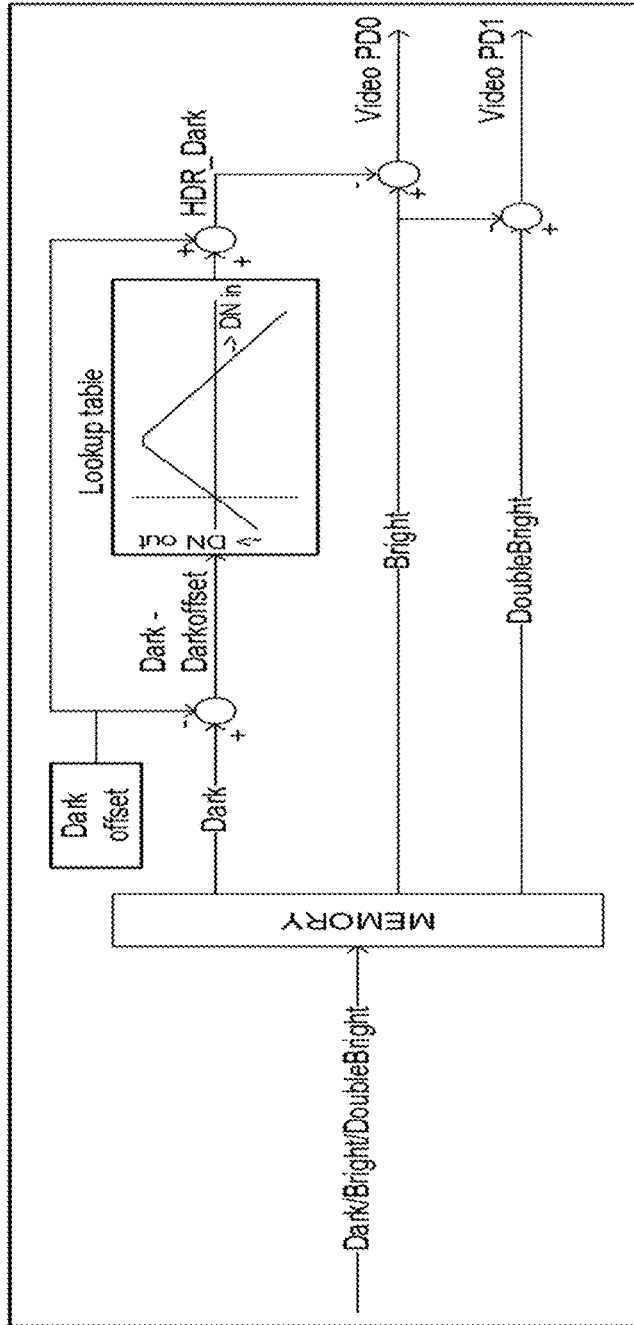 Dark/Bright/DoubleBright
MEMORY
Dark
offset
Dark
-
+
Dark -
Darkoffset
Lookup table
^
DN out
-> DN in
+
+
HDR_Dark
Bright
-
+
Video PD0
DoubleBright
-
+
Video PD1